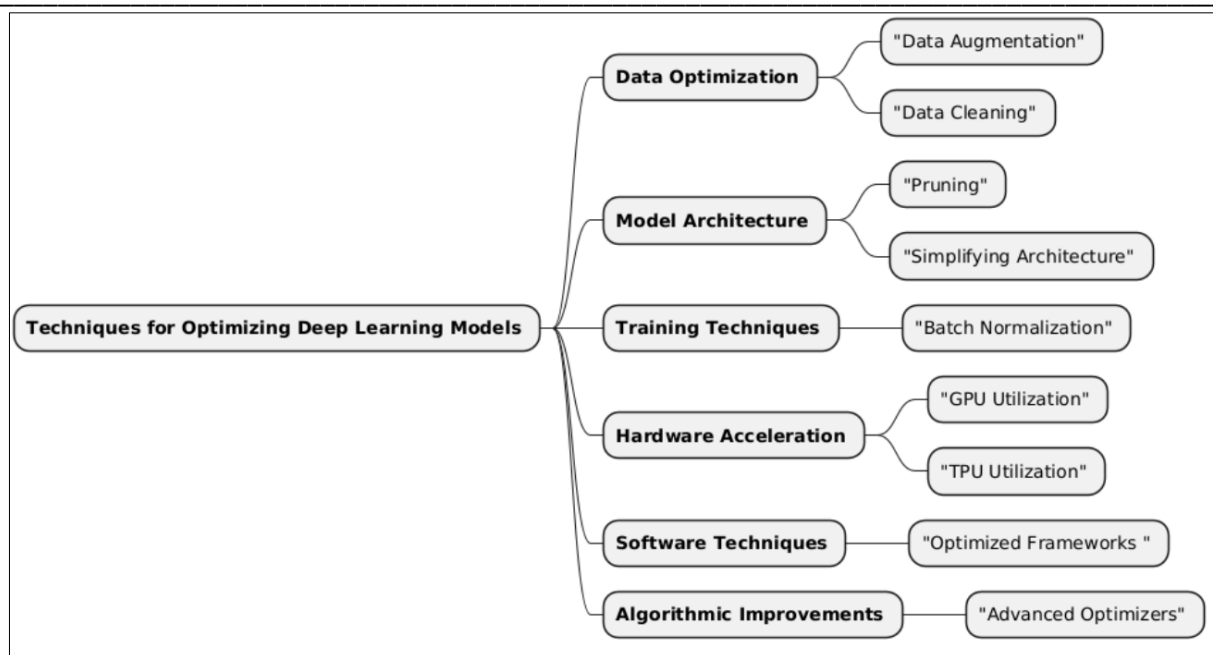 Techniques for Optimizing Deep Learning Models
Data Optimization
"Data Augmentation"
"Data Cleaning"
Model Architecture
"Pruning"
"Simplifying Architecture"
Training Techniques
"Batch Normalization"
Hardware Acceleration
"GPU Utilization"
"TPU Utilization"
Software Techniques
"Optimized Frameworks "
Algorithmic Improvements
"Advanced Optimizers"